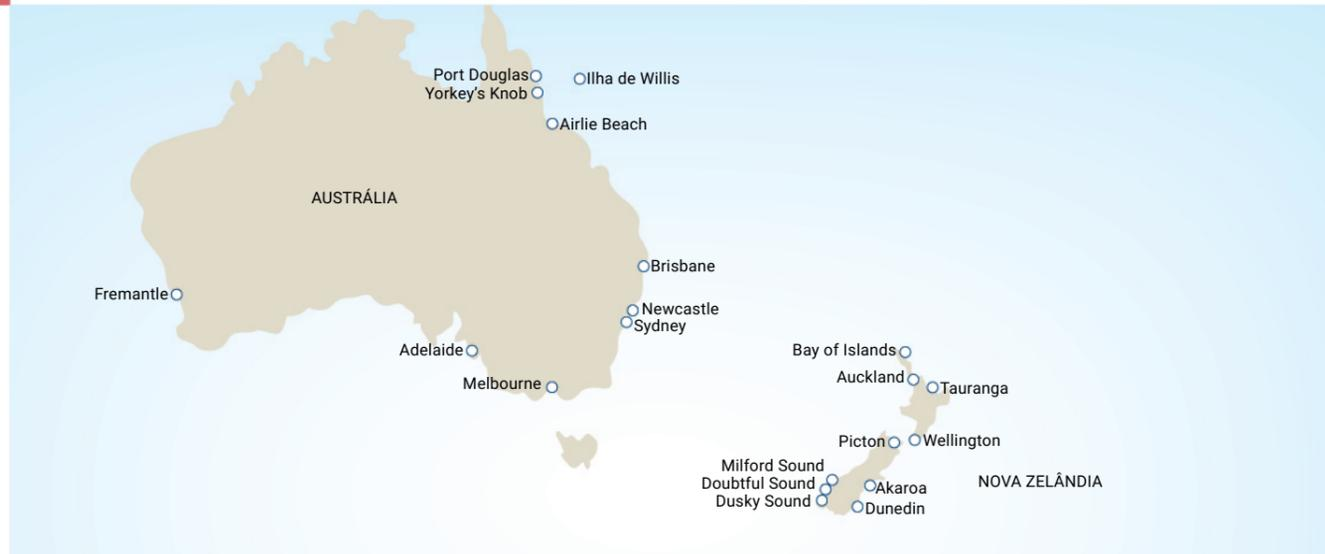 Port Douglas
Ilha de Willis
Yorkey’s Knob
Airlie Beach
AUSTRÁLIA
Brisbane
Fremantle
Newcastle
Sydney
Adelaide
Bay of Islands
Auckland
Melbourne
Tauranga
Picton
Wellington
Milford Sound
Doubtful Sound
NOVA ZELÂNDIA
Akaroa
Dusky Sound
Dunedin